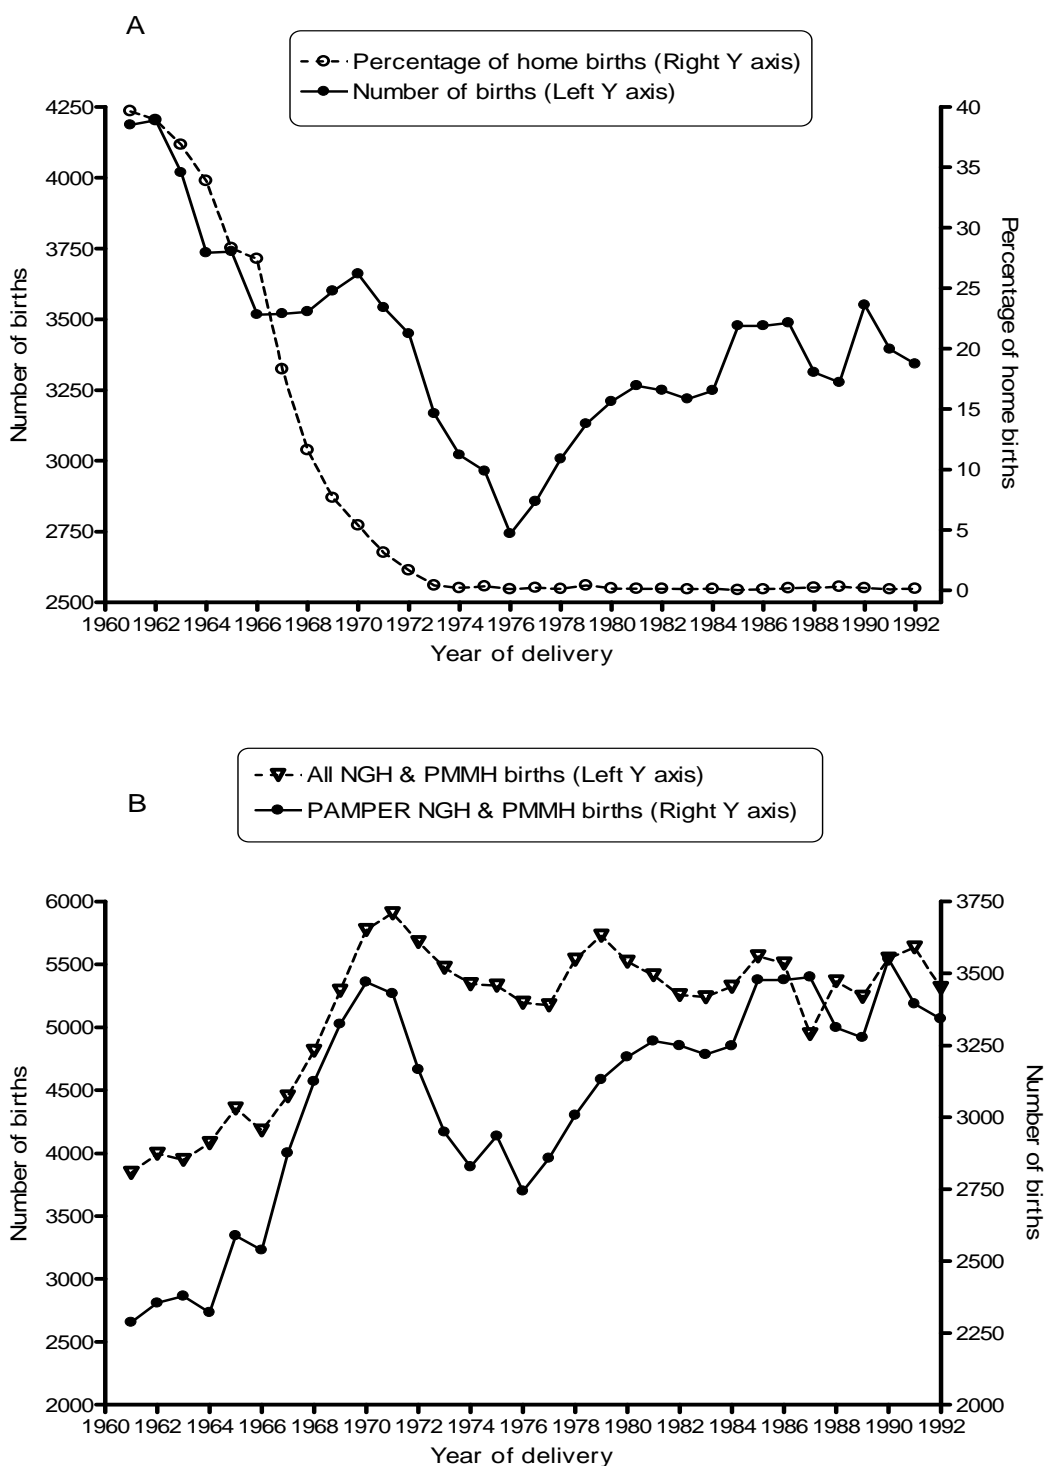 A
Percentage of home births (Right Y axis)
Number of births (Left Y axis)
4250
4000
3750
3500
3250
3000
2750
2500
Number of births
40
35
30
25
20
15
10
5
0
Percentage of home births
1960 1962 1964 1966 1968 1970 1972 1974 1976 1978 1980 1982 1984 1986 1988 1990 1992
Year of delivery
B
All NGH & PMMH births (Left Y axis)
PAMPER NGH & PMMH births (Right Y axis)
6000
5500
5000
4500
4000
3500
3000
2500
2000
Number of births
3750
3500
3250
3000
2750
2500
2250
2000
Number of births
1960 1962 1964 1966 1968 1970 1972 1974 1976 1978 1980 1982 1984 1986 1988 1990 1992
Year of delivery